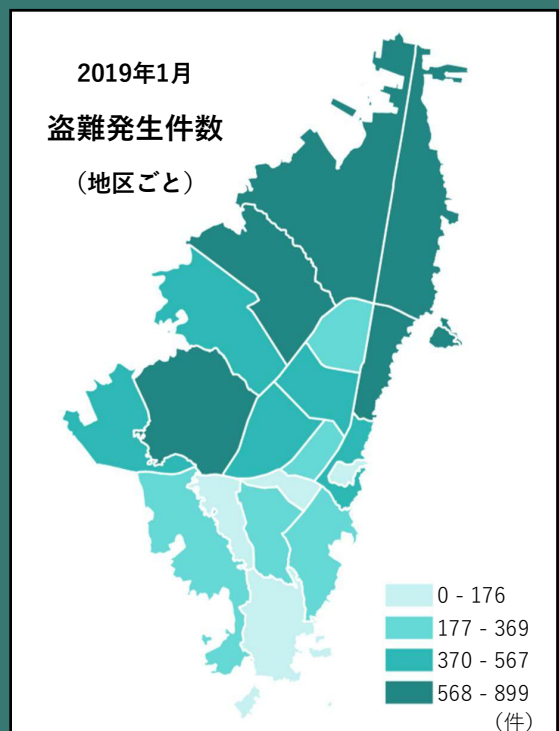 2019年1月
盗難発生件数
（地区ごと）
0 - 176
177 - 369
370 - 567
568 - 899
（件）